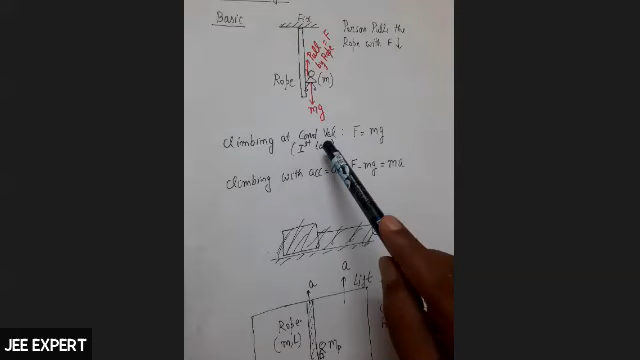 Basic
Fix
Person Pulls the
Rope with F ↓
Pull = F
by Rope
Rope
(m)
mg
Climbing at Const Vel : F = mg
(Ist
Climbing with acc = F - mg = ma
a
a
Lift
Rope
(m, L)
mp
JEE EXPERT